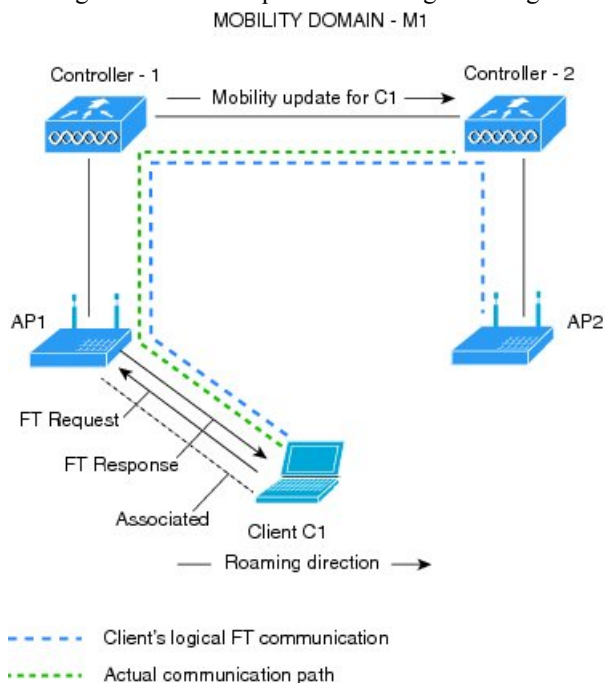 MOBILITY DOMAIN - M1
Controller - 1
Controller - 2
Mobility update for C1
AP1
AP2
FT Request
FT Response
Associated
Client C1
Roaming direction
Client's logical FT communication
Actual communication path